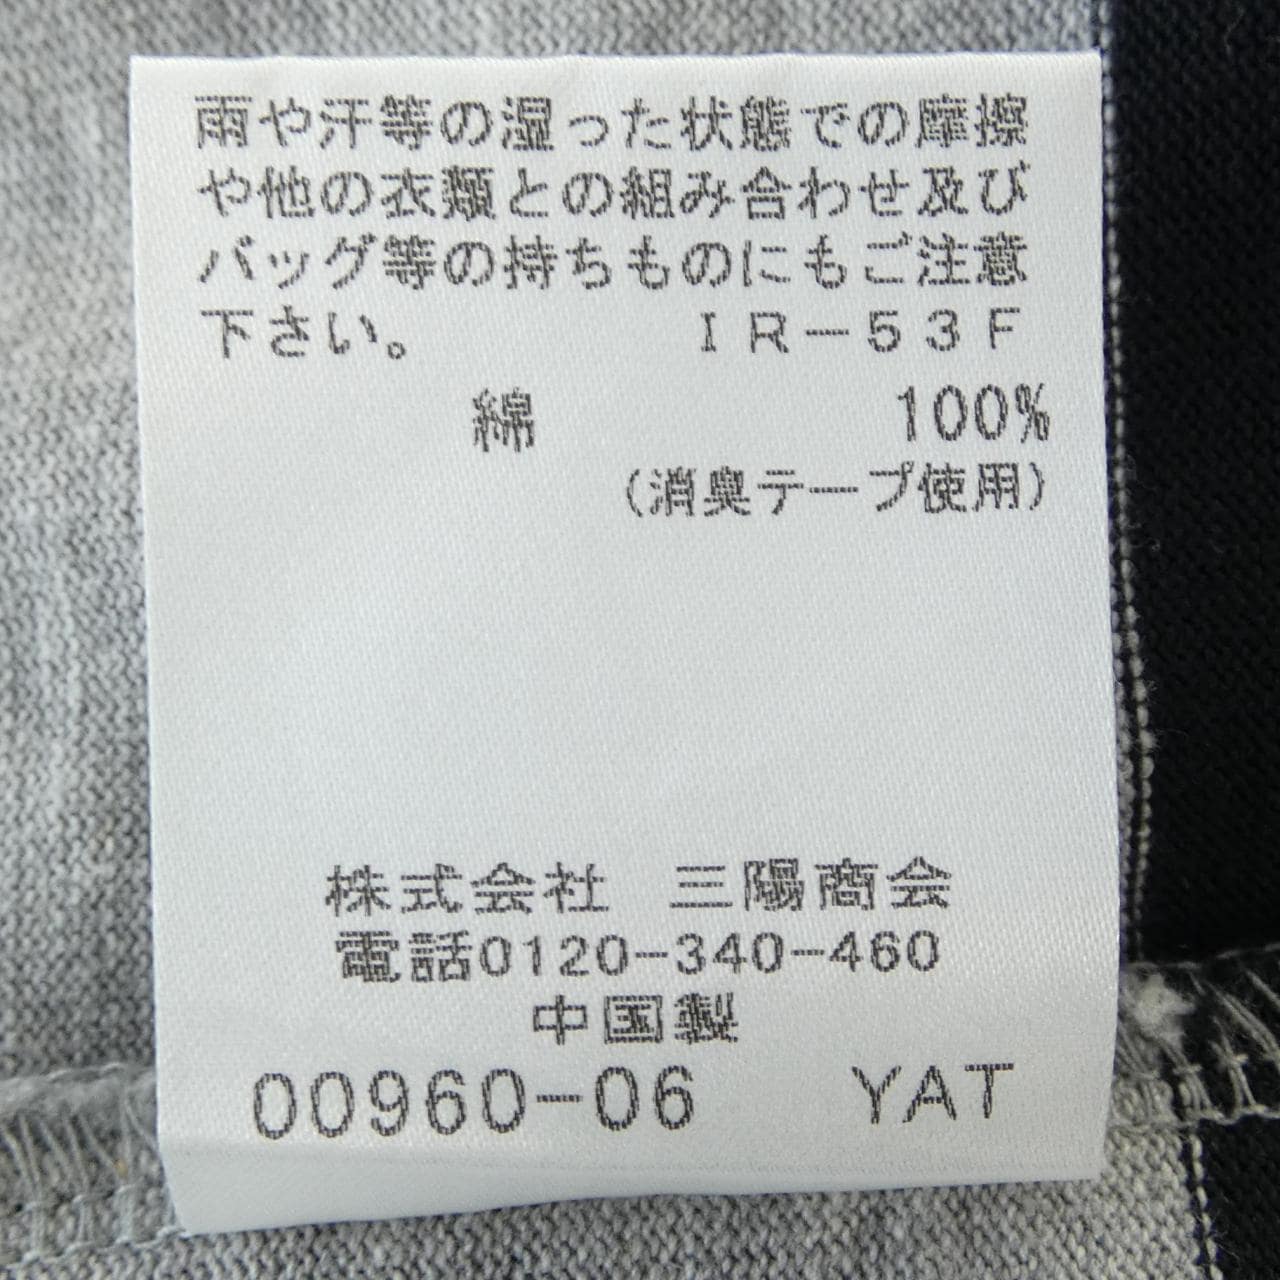 雨や汗等の湿った状態での摩擦
や他の衣類との組み合わせ及び
バッグ等の持ちものにもご注意
下さい。 IR-53F
綿 100%
(消臭テープ使用)
株式会社 三陽商会
電話0120-340-460
中国製
00960-06 YAT